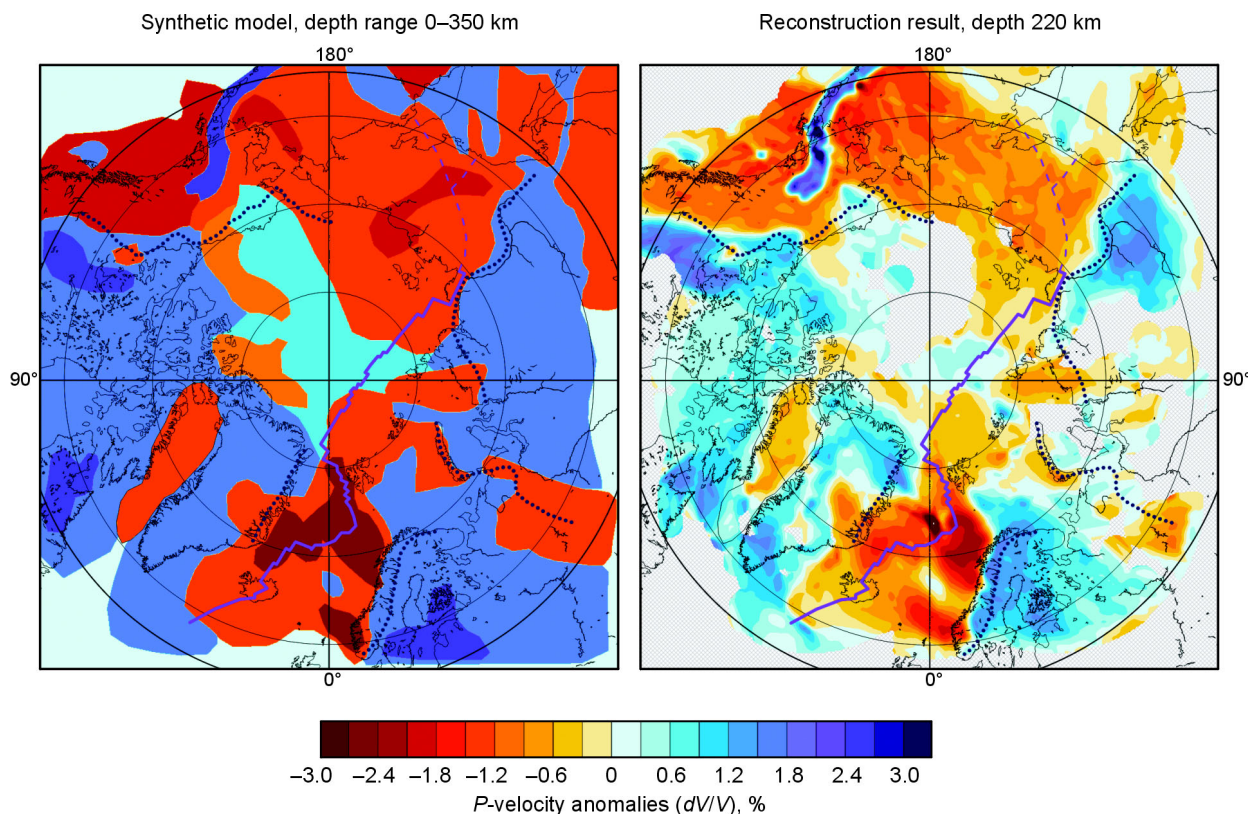 Synthetic model, depth range 0–350 km
Reconstruction result, depth 220 km
180°
180°
90°
90°
0°
0°
–3.0 –2.4 –1.8 –1.2 –0.6 0 0.6 1.2 1.8 2.4 3.0
P-velocity anomalies (dV/V), %